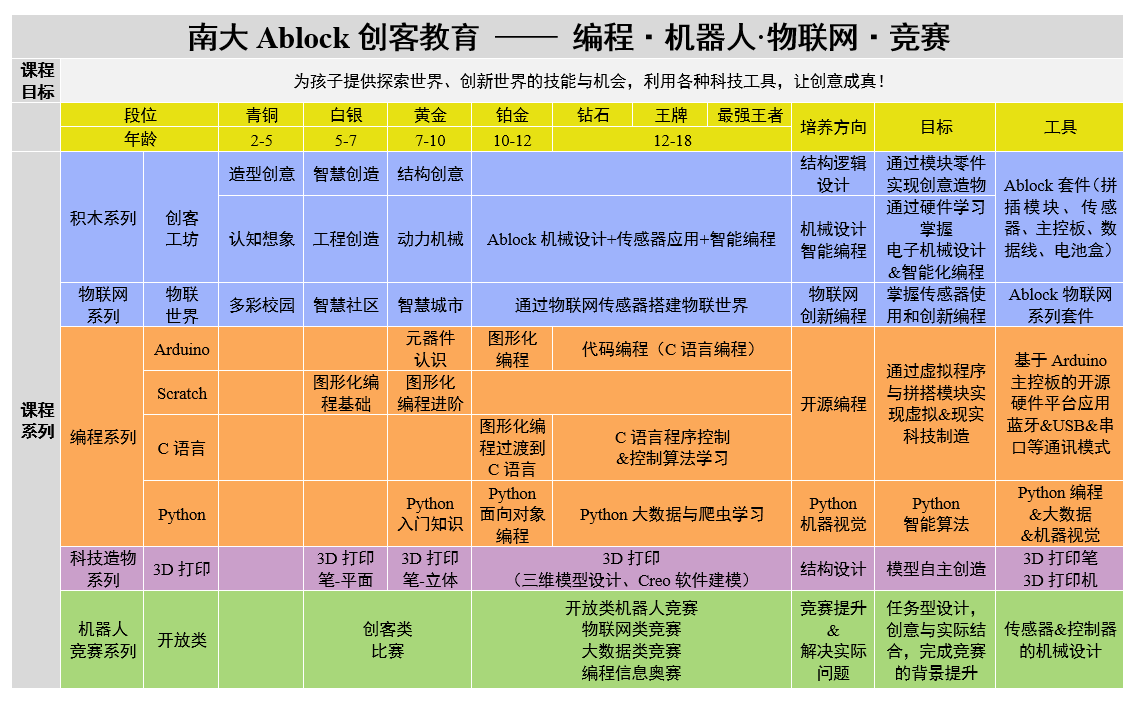 南大 Ablock 创客教育 —— 编程·机器人·物联网·竞赛
课程
目标
为孩子提供探索世界、创新世界的技能与机会，利用各种科技工具，让创意成真！
段位
青铜
白银
黄金
铂金
钻石
王牌
最强王者
培养方向
目标
工具
年龄
2-5
5-7
7-10
10-12
12-18
课程
系列
积木系列
创客
工坊
造型创意
智慧创造
结构创意
结构逻辑
设计
通过模块零件
实现创意造物
Ablock 套件（拼
插模块、传感
器、主控板、数
据线、电池盒）
认知想象
工程创造
动力机械
Ablock 机械设计+传感器应用+智能编程
机械设计
智能编程
通过硬件学习
掌握
电子机械设计
&智能化编程
物联网
系列
物联
世界
多彩校园
智慧社区
智慧城市
通过物联网传感器搭建物联世界
物联网
创新编程
掌握传感器使
用和创新编程
Ablock 物联网
系列套件
编程系列
Arduino
元器件
认识
图形化
编程
代码编程（C 语言编程）
开源编程
通过虚拟程序
与拼搭模块实
现虚拟&现实
科技制造
基于 Arduino
主控板的开源
硬件平台应用
蓝牙&USB&串
口等通讯模式
Scratch
图形化编
程基础
图形化
编程进阶
C 语言
图形化编
程过渡到
C 语言
C 语言程序控制
&控制算法学习
Python
Python
入门知识
Python
面向对象
编程
Python 大数据与爬虫学习
Python
机器视觉
Python
智能算法
Python 编程
&大数据
&机器视觉
科技造物
系列
3D 打印
3D 打印
笔-平面
3D 打印
笔-立体
3D 打印
（三维模型设计、Creo 软件建模）
结构设计
模型自主创造
3D 打印笔
3D 打印机
机器人
竞赛系列
开放类
创客类
比赛
开放类机器人竞赛
物联网类竞赛
大数据类竞赛
编程信息奥赛
竞赛提升
&
解决实际
问题
任务型设计，
创意与实际结
合，完成竞赛
的背景提升
传感器&控制器
的机械设计